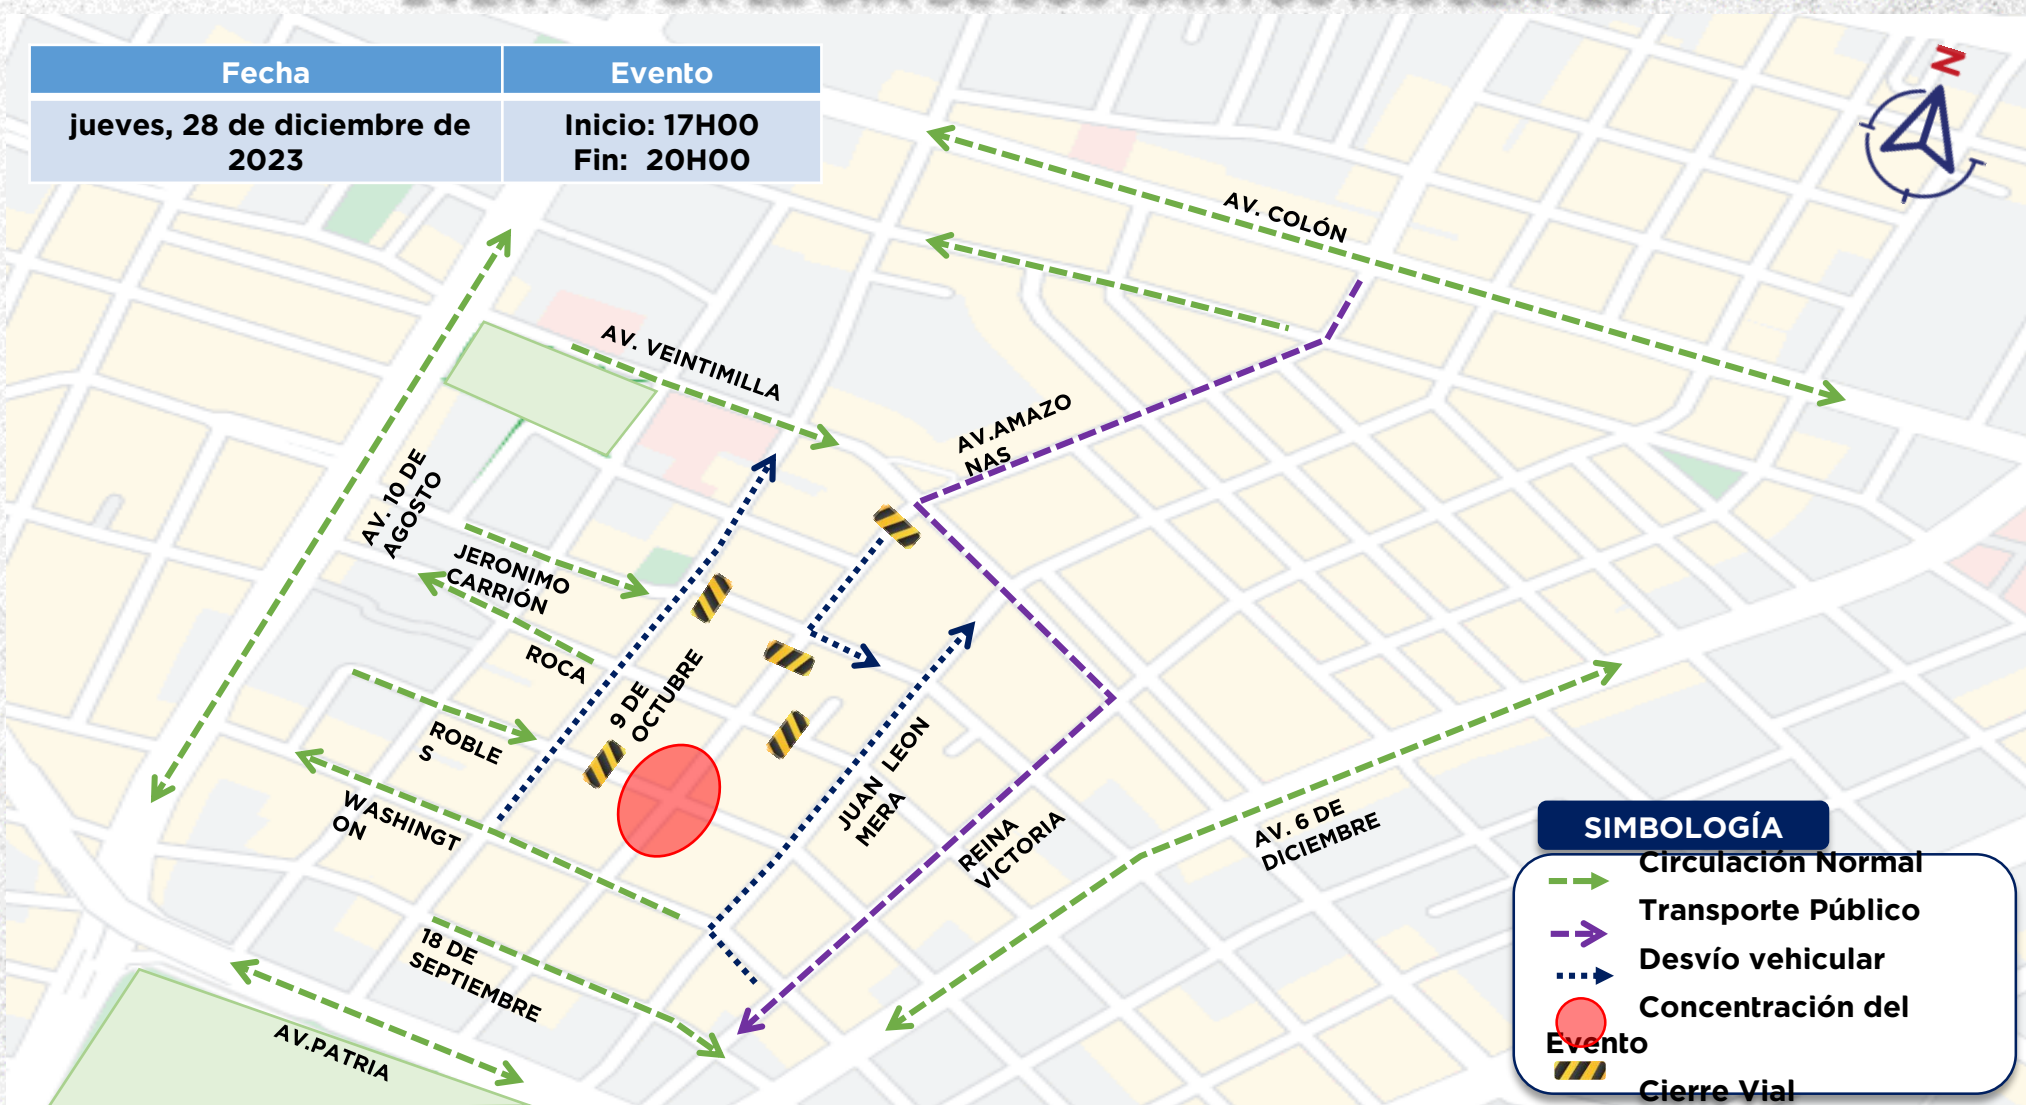 Fecha
Evento
jueves, 28 de diciembre de
2023
Inicio: 17H00
Fin: 20H00
N
AV. COLÓN
AV. VEINTIMILLA
AV.AMAZO
NAS
AV. 10 DE
AGOSTO
JERONIMO
CARRIÓN
ROCA
9 DE
OCTUBRE
ROBLE
S
WASHINGT
ON
JUAN LEON
MERA
REINA
VICTORIA
AV. 6 DE
DICIEMBRE
18 DE
SEPTIEMBRE
AV.PATRIA
SIMBOLOGÍA
Circulación Normal
Transporte Público
Desvío vehicular
Concentración del
Evento
Cierre Vial